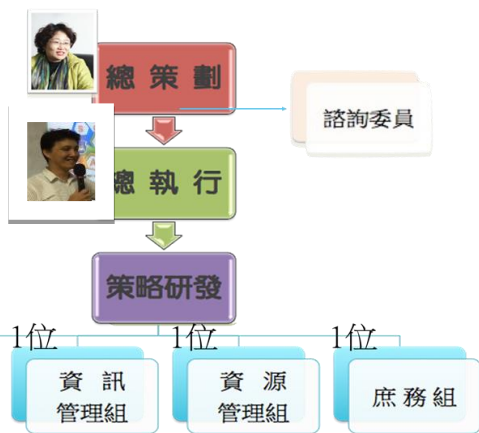 總策劃
諮詢委員
總執行
策略研發
1位
1位
1位
資訊
管理組
資源
管理組
庶務組